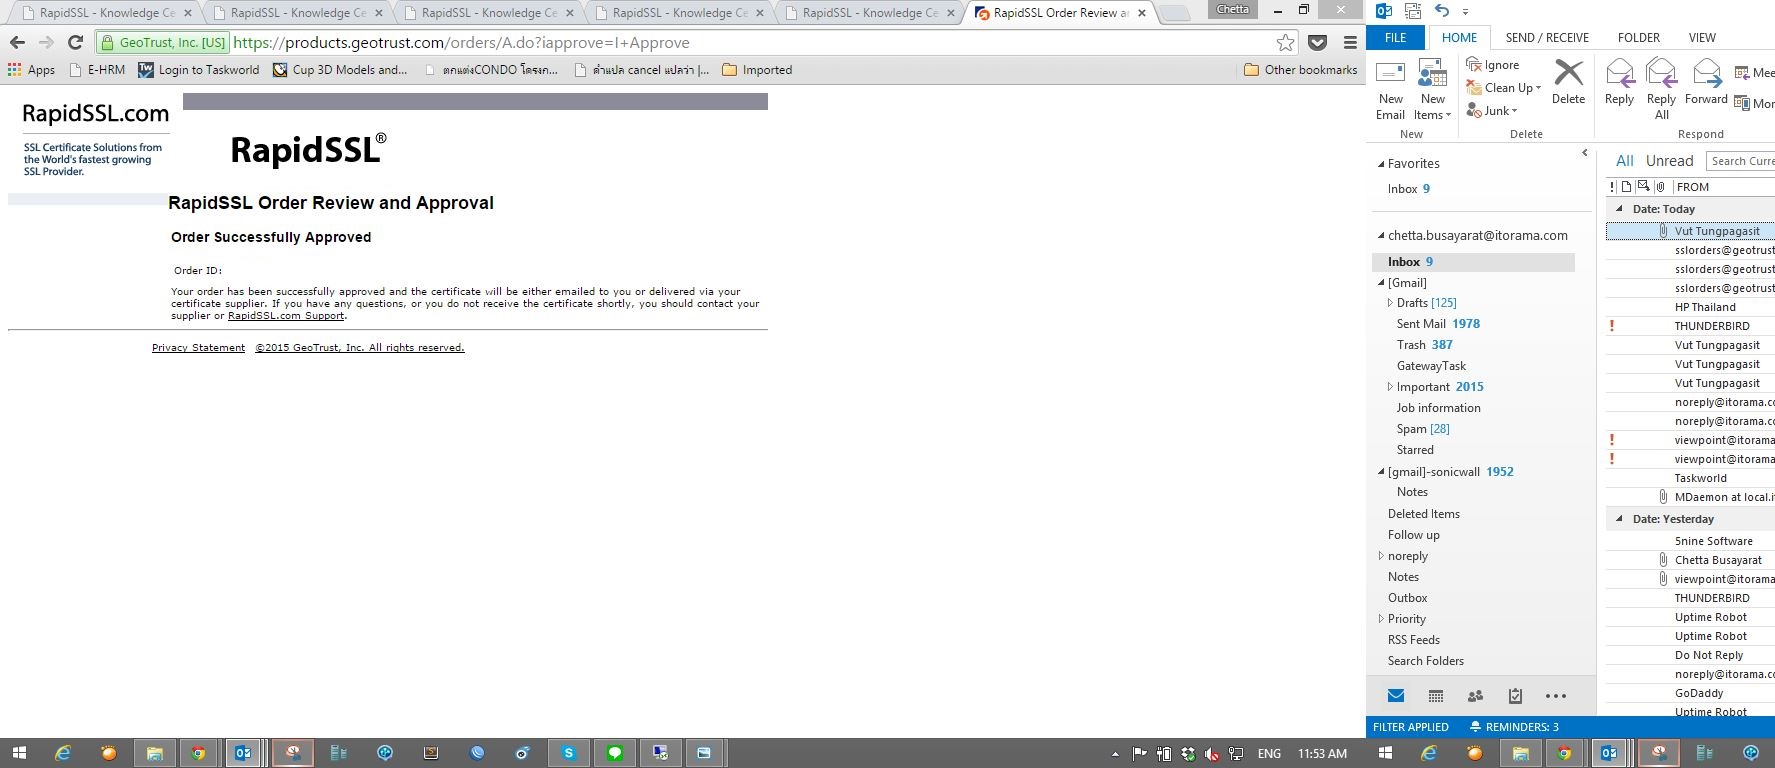 RapidSSL - Knowledge Ce
RapidSSL - Knowledge Ce
RapidSSL - Knowledge Ce
RapidSSL - Knowledge Ce
RapidSSL - Knowledge Ce
RapidSSL Order Review an
Chetta
GeoTrust, Inc. [US]
https://products.geotrust.com/orders/A.do?iapprove=I+Approve
Apps
E-HRM
Login to Taskworld
Cup 3D Models and...
ตกแต่งCONDO โดรงก...
คำแปล cancel แปลว่า |...
Imported
Other bookmarks
RapidSSL.com
SSL Certificate Solutions from
the World's fastest growing
SSL Provider.
RapidSSL®
RapidSSL Order Review and Approval
Order Successfully Approved
Order ID:
Your order has been successfully approved and the certificate will be either emailed to you or delivered via your
certificate supplier. If you have any questions, or you do not receive the certificate shortly, you should contact your
supplier or RapidSSL.com Support.
Privacy Statement ©2015 GeoTrust, Inc. All rights reserved.
ENG 11:53 AM
FILE HOME SEND / RECEIVE FOLDER VIEW
New Email
New Items
Ignore
Clean Up
Junk
Delete
Reply
Reply All
Forward
Mee
Mor
New
Delete
Respond
Favorites
Inbox 9
chetta.busayarat@itorama.com
Inbox 9
[Gmail]
Drafts [125]
Sent Mail 1978
Trash 387
GatewayTask
Important 2015
Job information
Spam [28]
Starred
[gmail]-sonicwall 1952
Notes
Deleted Items
Follow up
noreply
Notes
Outbox
Priority
RSS Feeds
Search Folders
All Unread Search Curre
! FROM
Date: Today
Vut Tungpagasit
sslorders@geotrust
sslorders@geotrust
sslorders@geotrust
HP Thailand
! THUNDERBIRD
Vut Tungpagasit
Vut Tungpagasit
Vut Tungpagasit
noreply@itorama.co
noreply@itorama.co
! viewpoint@itorama
! viewpoint@itorama
Taskworld
MDaemon at local.i
Date: Yesterday
5nine Software
Chetta Busayarat
viewpoint@itorama
THUNDERBIRD
Uptime Robot
Uptime Robot
Do Not Reply
noreply@itorama.co
GoDaddy
Uptime Robot
FILTER APPLIED REMINDERS: 3